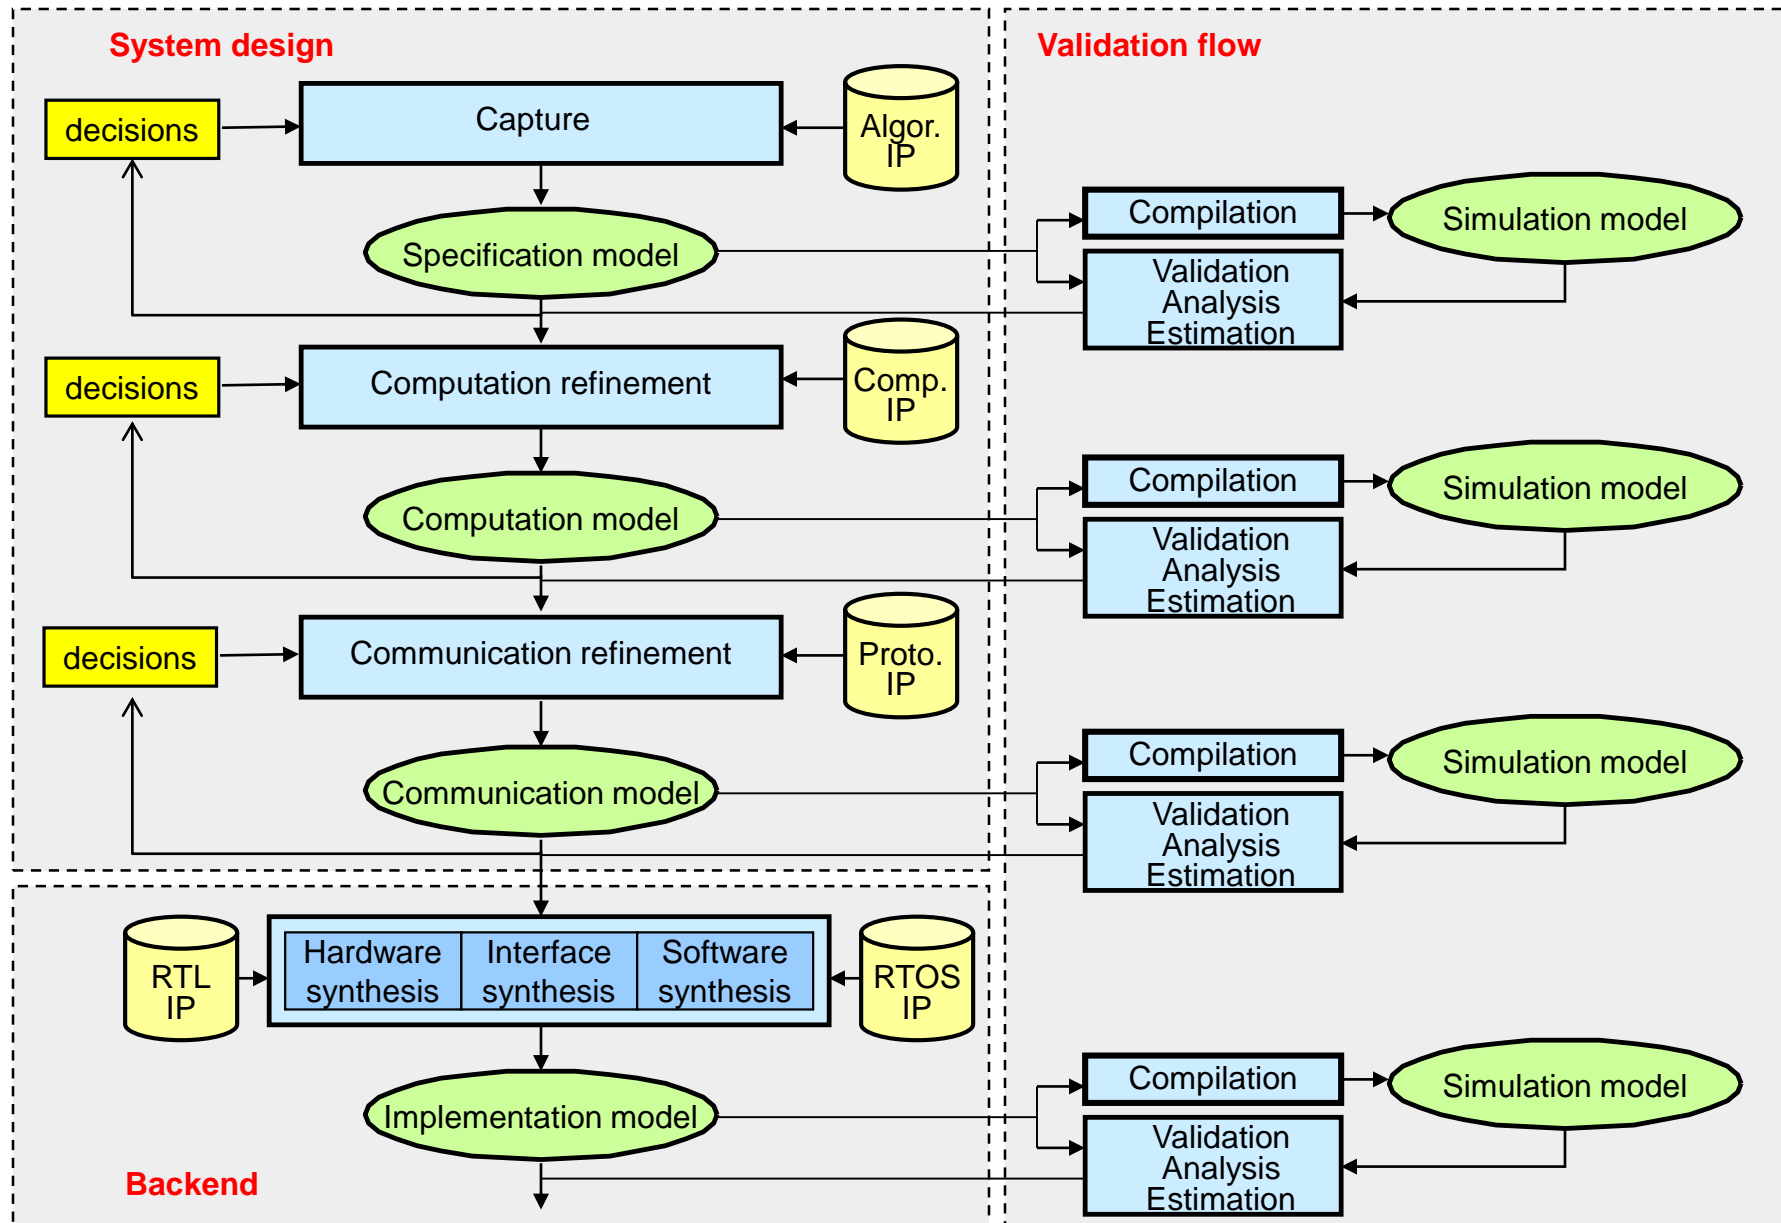 System design
Validation flow
decisions
Capture
Algor.
IP
Specification model
Compilation
Simulation model
Validation
Analysis
Estimation
decisions
Computation refinement
Comp.
IP
Computation model
Compilation
Simulation model
Validation
Analysis
Estimation
decisions
Communication refinement
Proto.
IP
Communication model
Compilation
Simulation model
Validation
Analysis
Estimation
RTL
IP
Hardware
synthesis
Interface
synthesis
Software
synthesis
RTOS
IP
Implementation model
Compilation
Simulation model
Validation
Analysis
Estimation
Backend